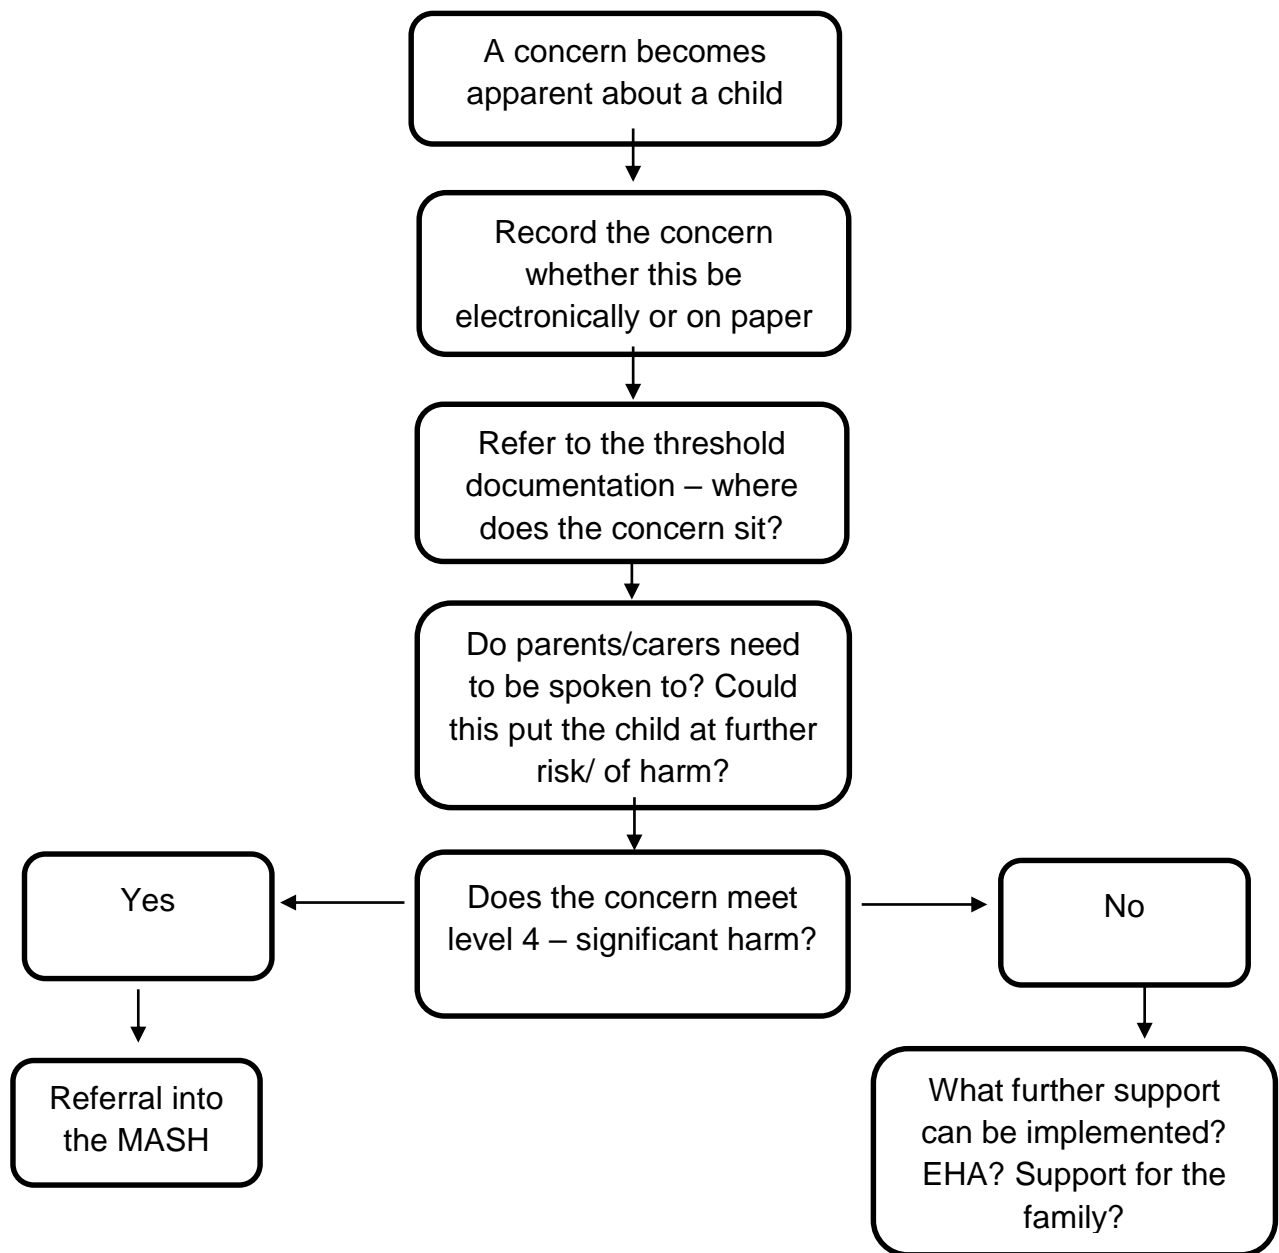 A concern becomes
apparent about a child
Record the concern
whether this be
electronically or on paper
Refer to the threshold
documentation – where
does the concern sit?
Do parents/carers need
to be spoken to? Could
this put the child at further
risk/ of harm?
Does the concern meet
level 4 – significant harm?
Yes
No
Referral into
the MASH
What further support
can be implemented?
EHA? Support for the
family?